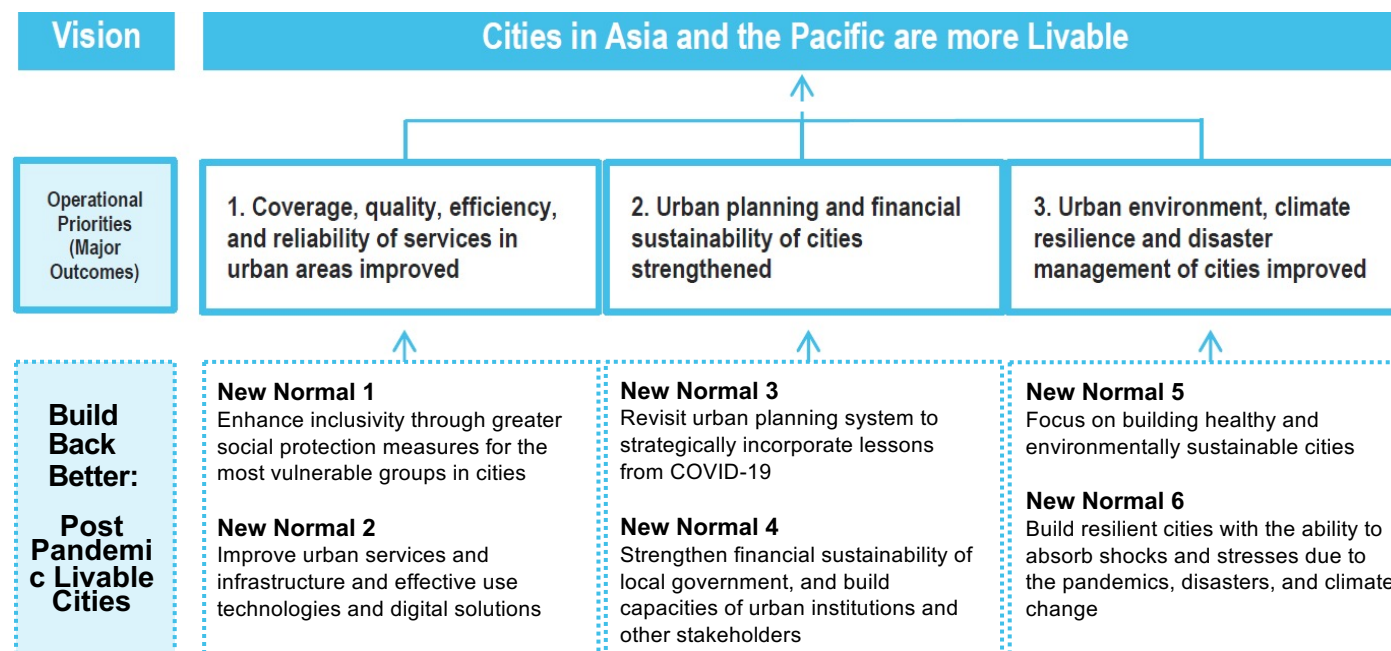 Vision
Cities in Asia and the Pacific are more Livable
Operational
Priorities
(Major
Outcomes)
1. Coverage, quality, efficiency,
and reliability of services in
urban areas improved
2. Urban planning and financial
sustainability of cities
strengthened
3. Urban environment, climate
resilience and disaster
management of cities improved
Build
Back
Better:
Post
Pandemi
c Livable
Cities
New Normal 1
Enhance inclusivity through greater
social protection measures for the
most vulnerable groups in cities
New Normal 2
Improve urban services and
infrastructure and effective use
technologies and digital solutions
New Normal 3
Revisit urban planning system to
strategically incorporate lessons
from COVID-19
New Normal 4
Strengthen financial sustainability of
local government, and build
capacities of urban institutions and
other stakeholders
New Normal 5
Focus on building healthy and
environmentally sustainable cities
New Normal 6
Build resilient cities with the ability to
absorb shocks and stresses due to
the pandemics, disasters, and climate
change